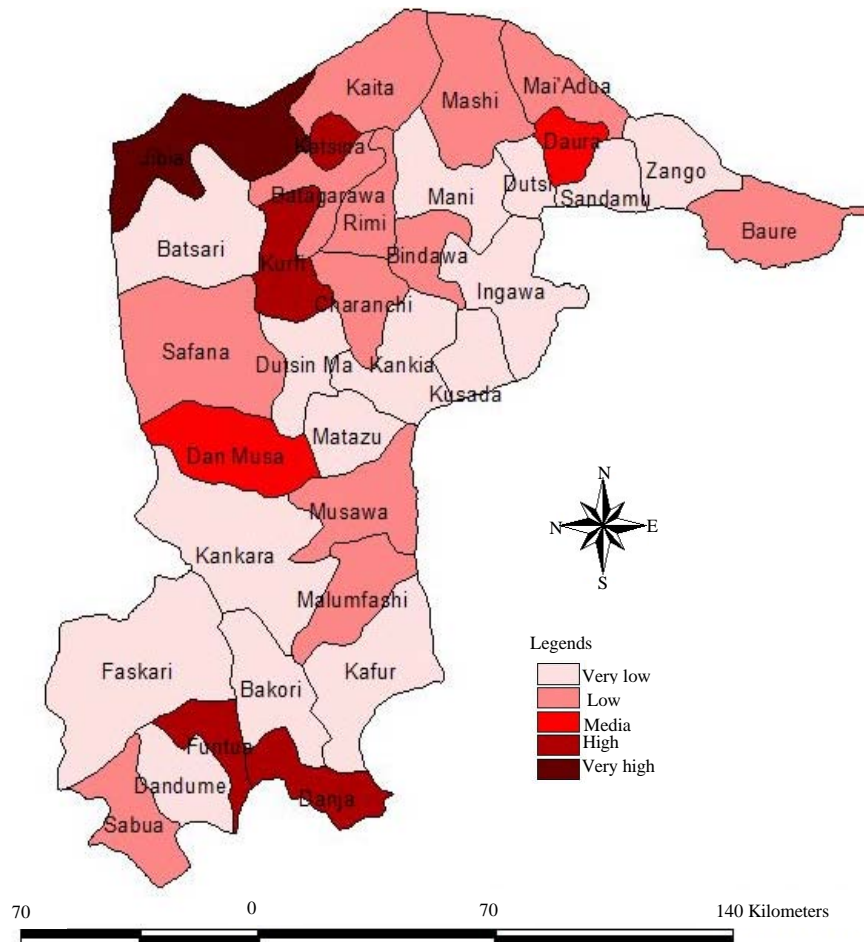 Kaita
Mashi
Mai'Adua
Katsina
Daura
Jibia
Zango
Batagarawa
Mani
Dutsi
Sandamu
Rimi
Baure
Batsari
Kurfi
Bindawa
Charanchi
Ingawa
Safana
Dutsin Ma
Kankia
Kusada
Matazu
Dan Musa
Musawa
Kankara
Malumfashi
Faskari
Bakori
Kafur
Funtua
Dandume
Danja
Sabua
N
N E
S
Legends
Very low
Low
Media
High
Very high
70 0 70 140 Kilometers